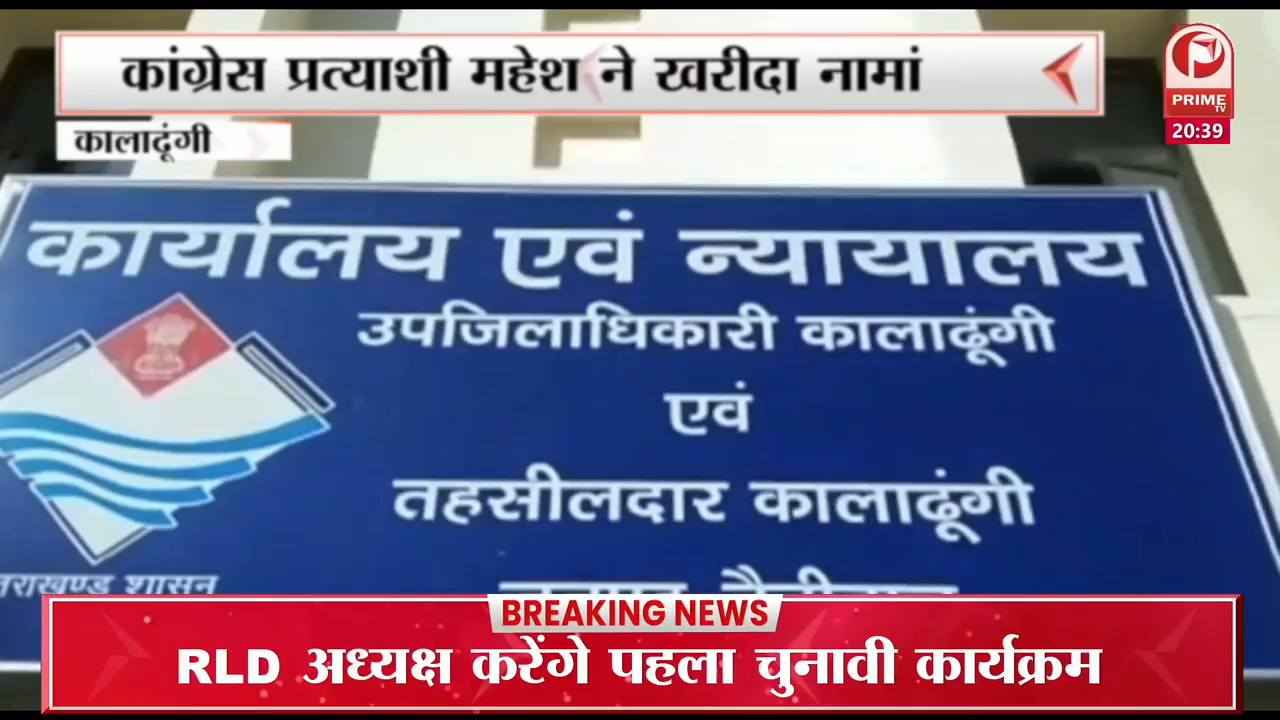 कांग्रेस प्रत्याशी महेश ने खरीदा नामां
PRIME
TV
20:39
कालाढूंगी
कार्यालय एवं न्यायालय
उपजिलाधिकारी कालाढूंगी
एवं
तहसीलदार कालाढूंगी
शासन
BREAKING NEWS
RLD अध्यक्ष करेंगे पहला चुनावी कार्यक्रम